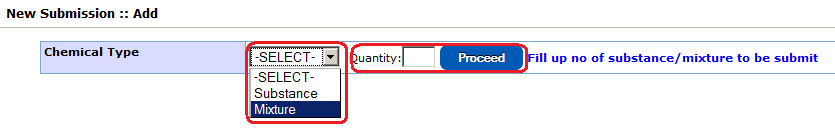 New Submission :: Add
Chemical Type -SELECT- Quantity: Proceed Fill up no of substance/mixture to be submit
-SELECT-
Substance
Mixture